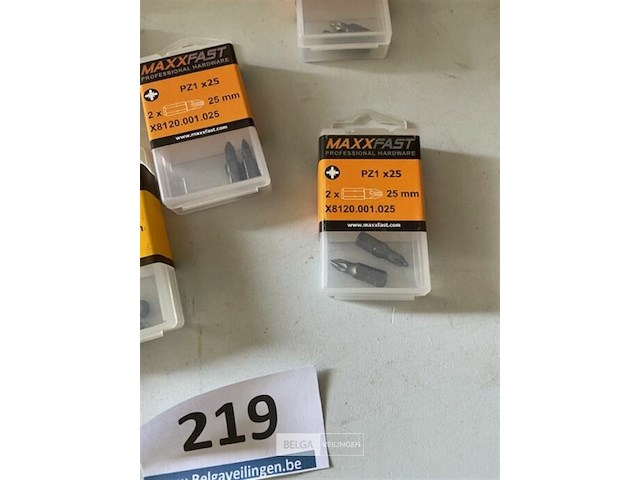 MAXXFAST
PROFESSIONAL HARDWARE
PZ1 x25
2 x 25 mm
X8120.001.025
www.maxxfast.com
MAXXFAST
PROFESSIONAL HARDWARE
PZ1 x25
2 x 25 mm
X8120.001.025
www.maxxfast.com
219
BELGA VEILINGEN
www.Belgaveilingen.be